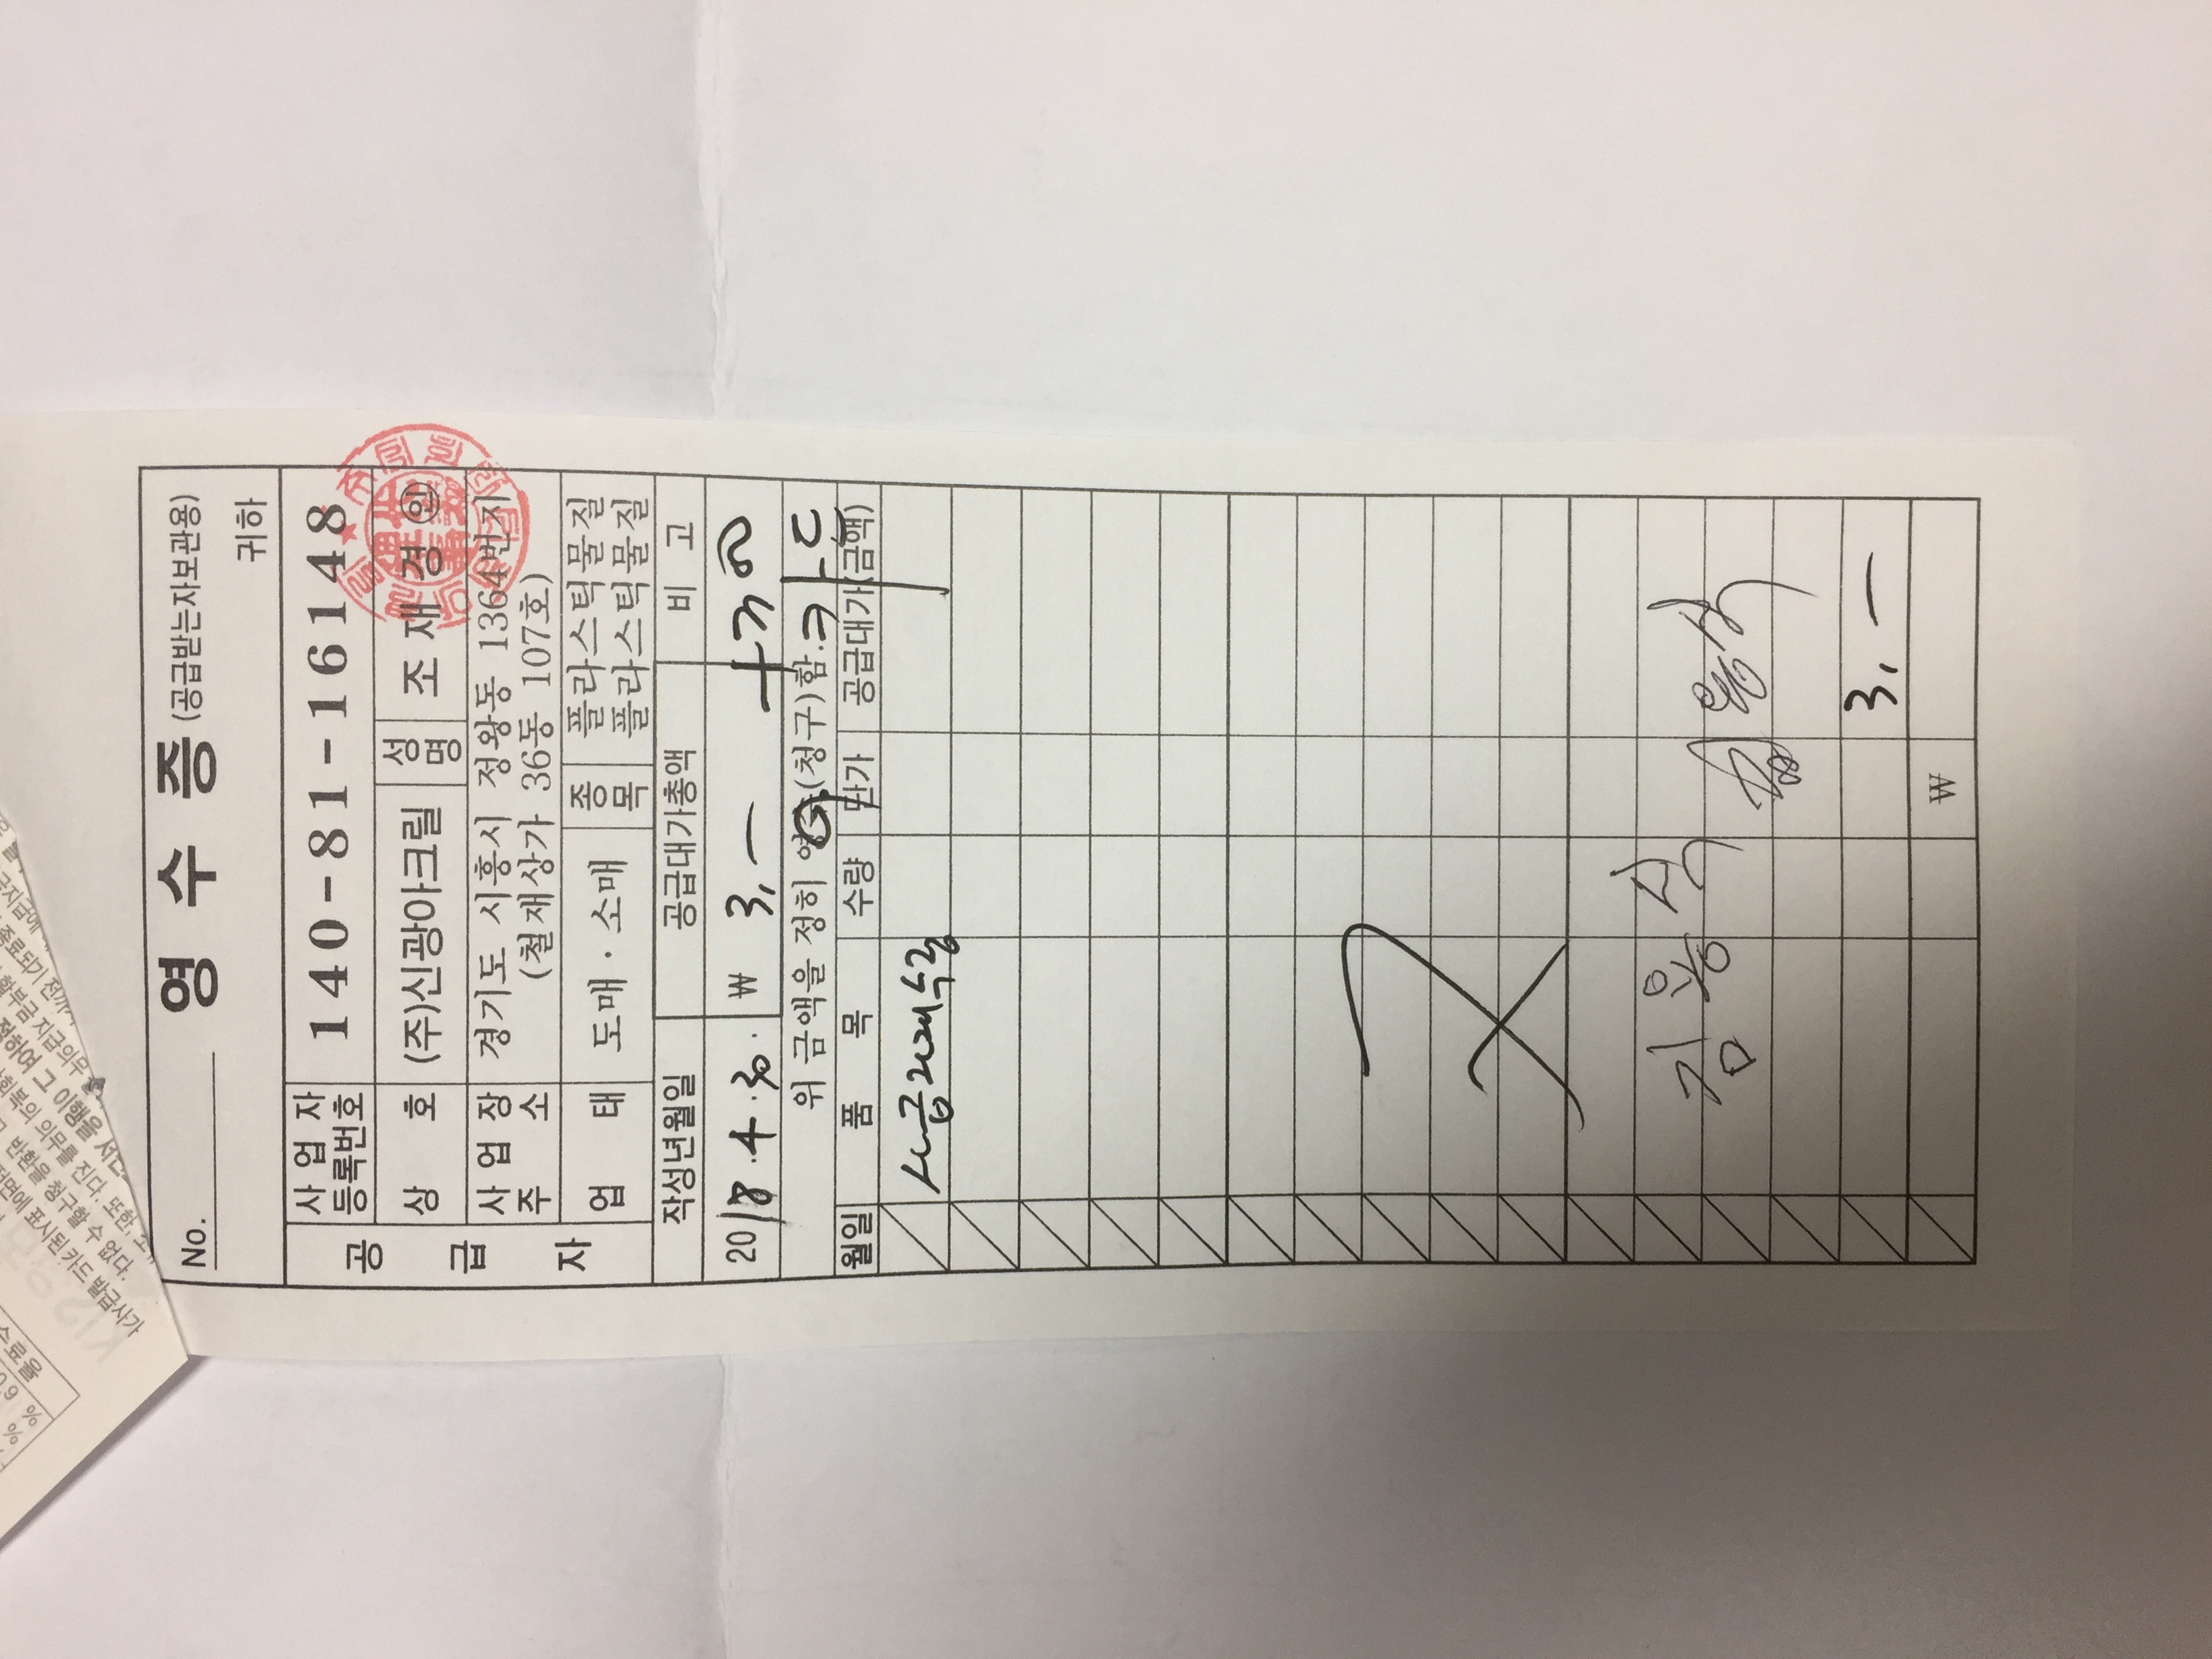 No. 영 수 증 (공급받는자보관용)
귀하
공급자
사업자등록번호 140-81-16148
상 호 (주)신광아크릴 성명 조재경 ㊞
사업장주소 경기도 시흥시 정왕동 1364번지
(철재상가 36동 107호)
업 태 도매 · 소매 종목 플라스틱물질
플라스틱물질
작성년월일 공급대가총액 비 고
2018.4.30. ₩ 3,—
위 금액을 정히 영수(청구)함. 카드
월일 품 목 수량 단가 공급대가(금액)
김용석 김용석
3,—
₩